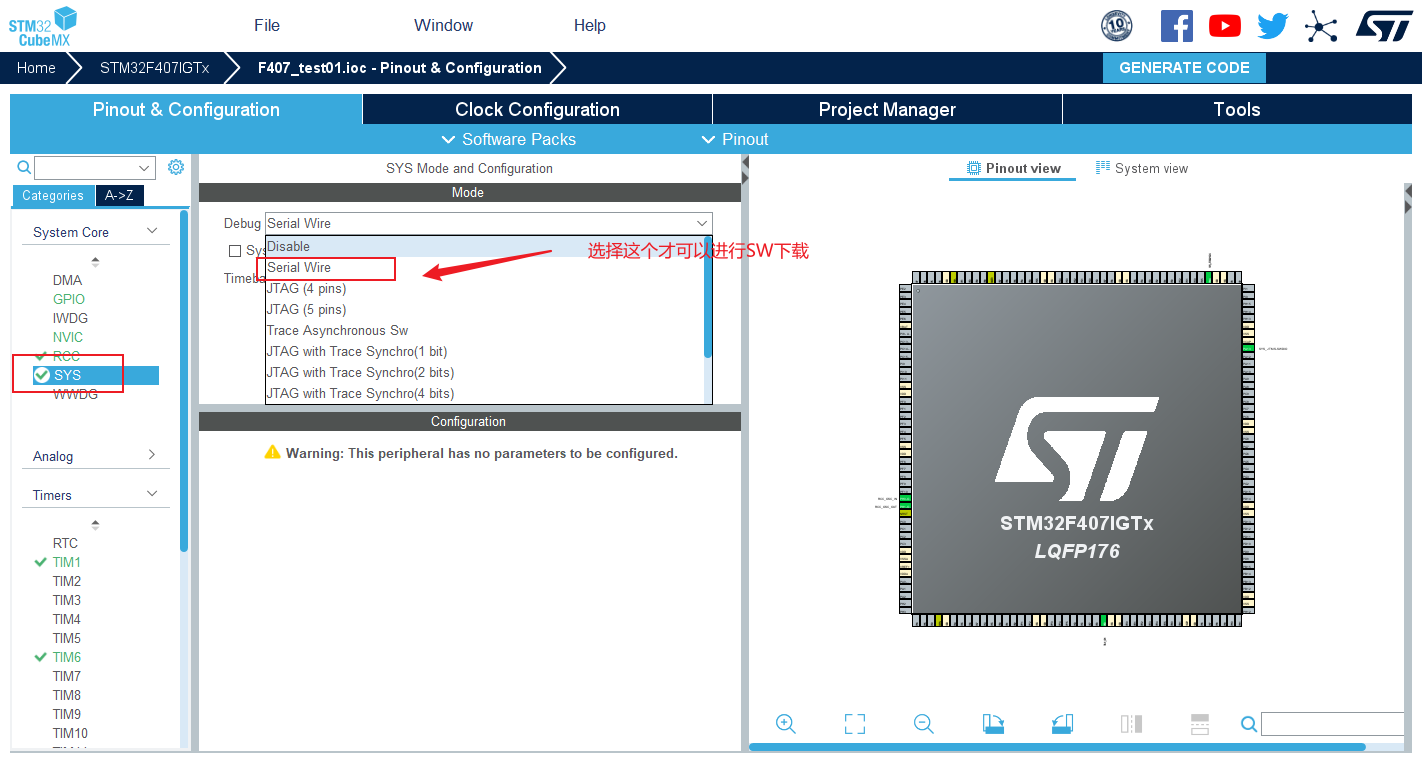 STM32
CubeMX
File
Window
Help
10
ST
Home
STM32F407IGTx
F407_test01.ioc - Pinout & Configuration
GENERATE CODE
Pinout & Configuration
Clock Configuration
Project Manager
Tools
Software Packs
Pinout
Categories
A->Z
System Core
DMA
GPIO
IWDG
NVIC
RCC
SYS
WWDG
Analog
Timers
RTC
TIM1
TIM2
TIM3
TIM4
TIM5
TIM6
TIM7
TIM8
TIM9
TIM10
SYS Mode and Configuration
Mode
Debug Serial Wire
Disable
Serial Wire
JTAG (4 pins)
JTAG (5 pins)
Trace Asynchronous Sw
JTAG with Trace Synchro(1 bit)
JTAG with Trace Synchro(2 bits)
JTAG with Trace Synchro(4 bits)
选择这个才可以进行SW下载
Configuration
Warning: This peripheral has no parameters to be configured.
Pinout view
System view
ST
STM32F407IGTx
LQFP176